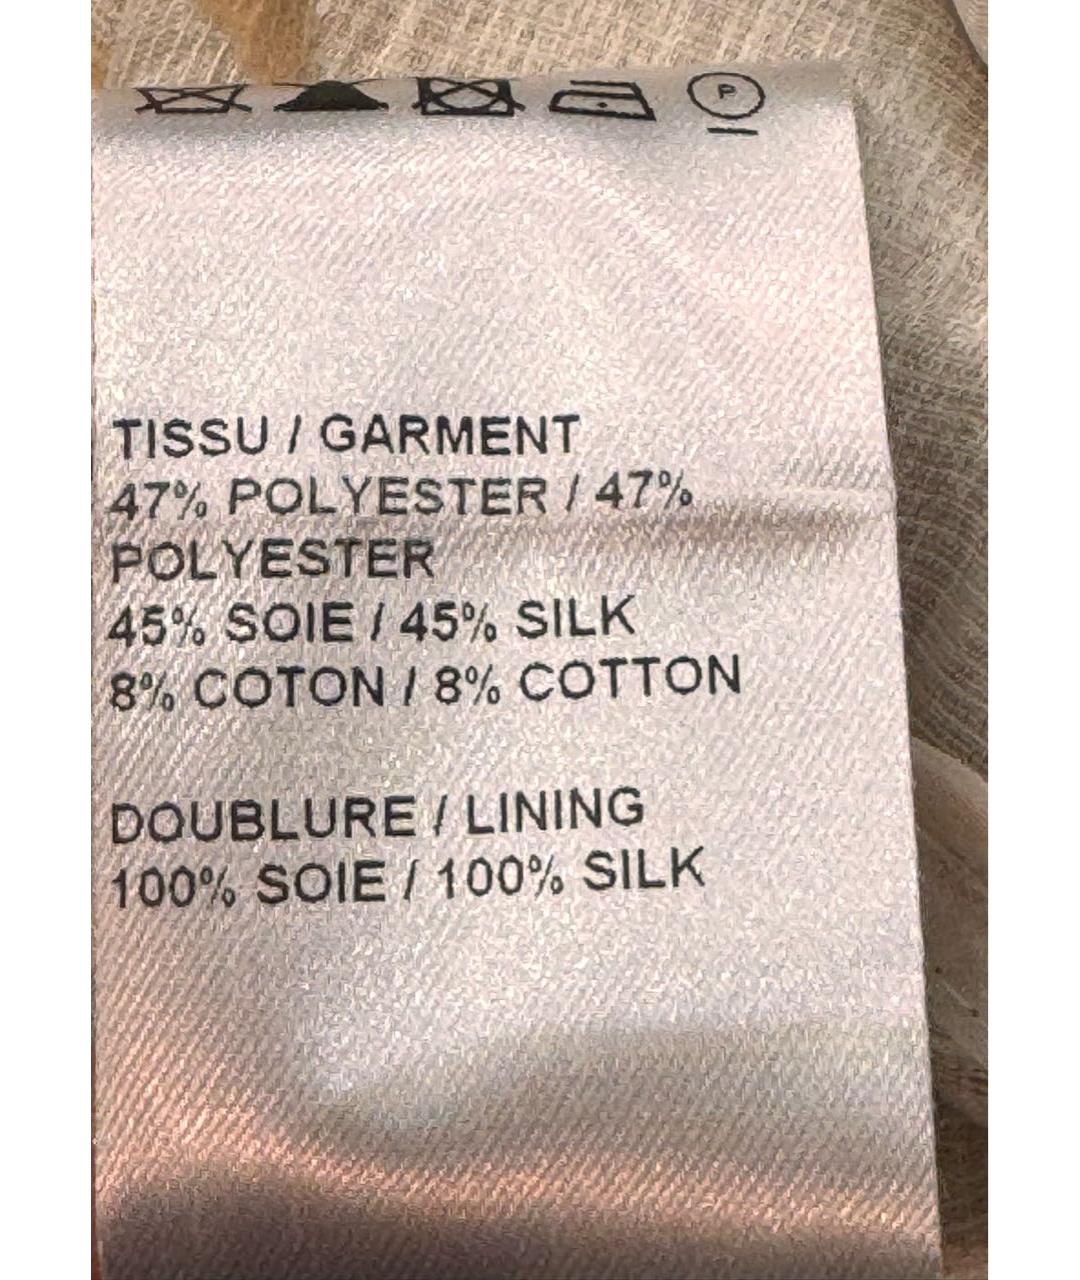 P
TISSU / GARMENT
47% POLYESTER / 47%
POLYESTER
45% SOIE / 45% SILK
8% COTON / 8% COTTON
DOUBLURE / LINING
100% SOIE / 100% SILK